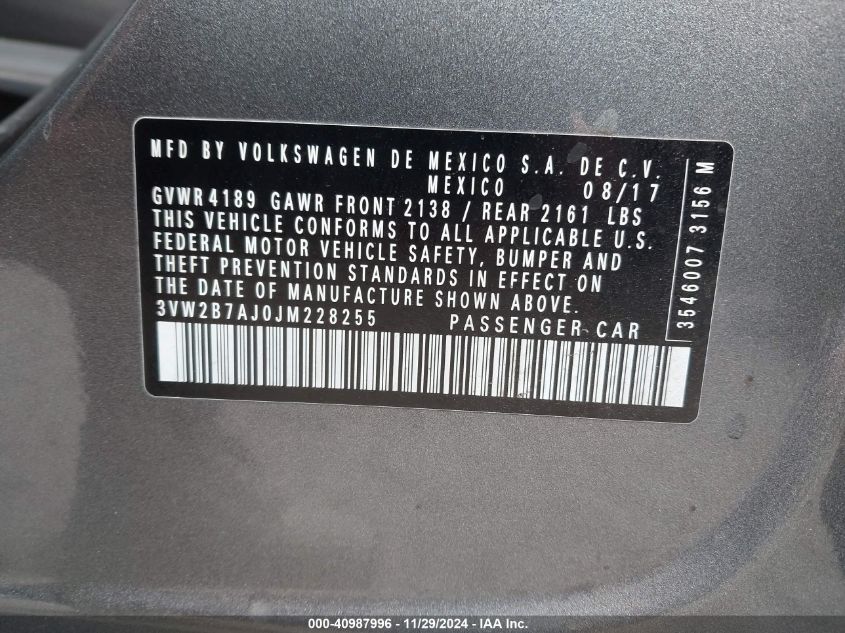 MFD BY VOLKSWAGEN DE MEXICO S.A. DE C.V.
MEXICO 08/17
GVWR 4189 GAWR FRONT 2138 / REAR 2161 LBS
THIS VEHICLE CONFORMS TO ALL APPLICABLE U.S.
FEDERAL MOTOR VEHICLE SAFETY, BUMPER AND
THEFT PREVENTION STANDARDS IN EFFECT ON
THE DATE OF MANUFACTURE SHOWN ABOVE.
3VW2B7AJ0JM228255 PASSENGER CAR
3546007 3156 M
000-40987996 - 11/29/2024 - IAA Inc.